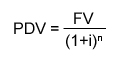 PDV = FV
(1+i)ⁿ